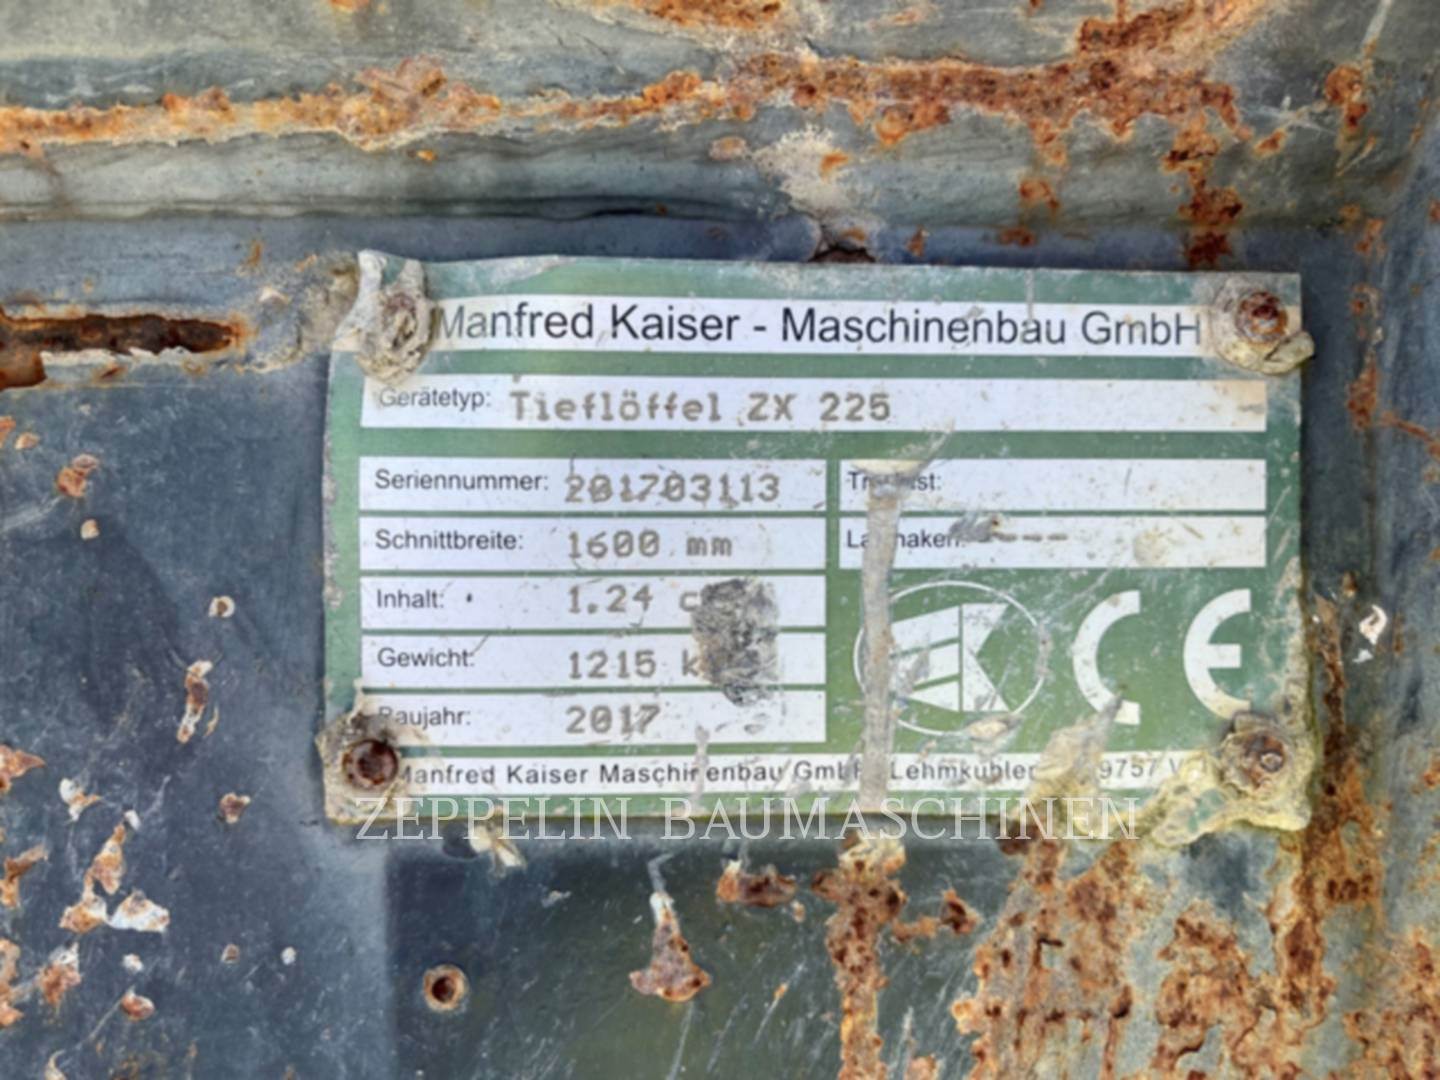 Manfred Kaiser - Maschinenbau GmbH
Gerätetyp: Tieflöffel ZX 225
Seriennummer: 201703113
Schnittbreite: 1600 mm
Inhalt: 1.24
Gewicht: 1215
Baujahr: 2017
----
CE
Manfred Kaiser Maschinenbau GmbH
ZEPPELIN BAUMASCHINEN